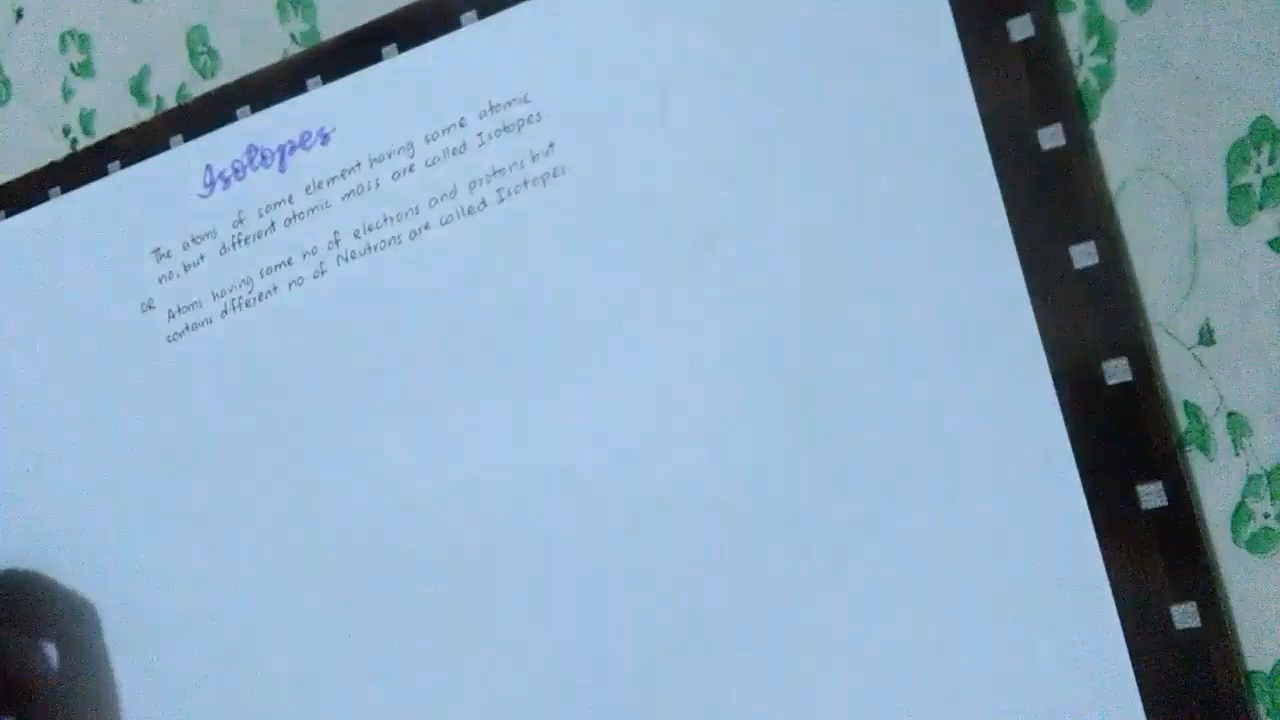 Isotopes
The atoms of same element having same atomic
no. but different atomic mass are called Isotopes
OR Atoms having same no of electrons and protons but
contains different no of Neutrons are called Isotopes